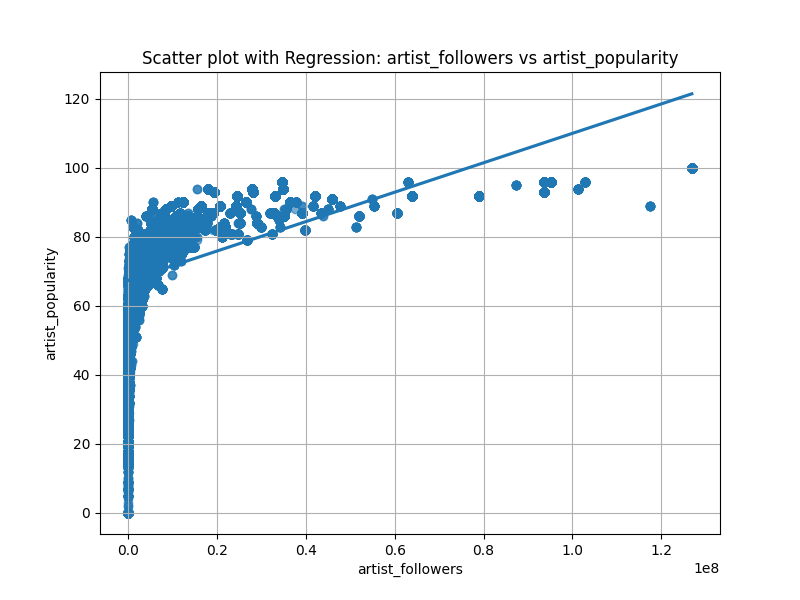 Scatter plot with Regression: artist_followers vs artist_popularity
120
100
80
60
40
20
0
artist_popularity
0.0 0.2 0.4 0.6 0.8 1.0 1.2
1e8
artist_followers